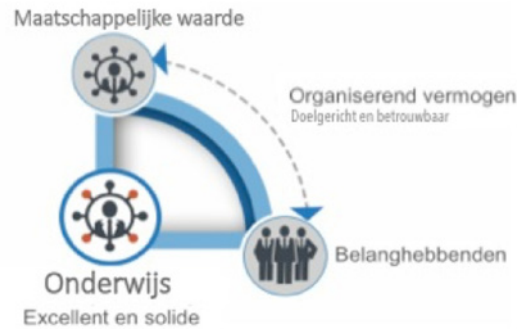 Maatschappelijke waarde
Organiserend vermogen
Doelgericht en betrouwbaar
Belanghebbenden
Onderwijs
Excellent en solide